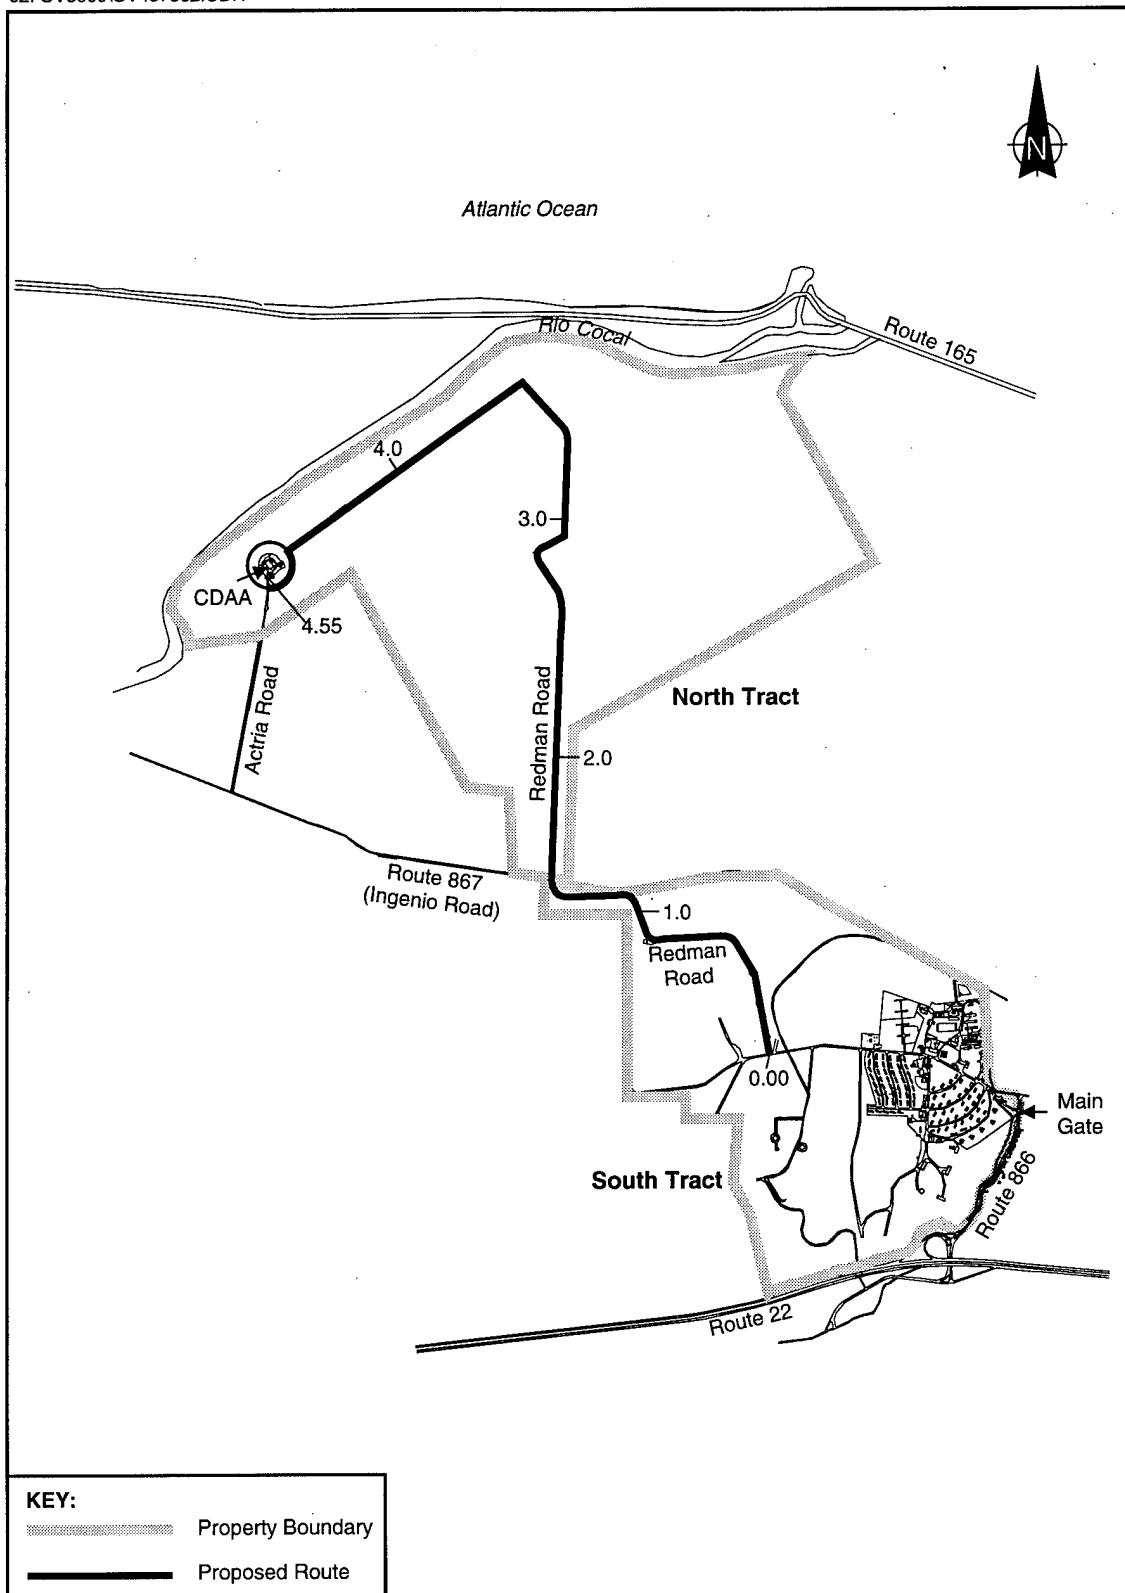 N
Atlantic Ocean
Rio Cocal
Route 165
4.0
3.0
CDAA
4.55
North Tract
Actria Road
Redman Road
2.0
Route 867
(Ingenio Road)
1.0
Redman
Road
0.00
Main
Gate
South Tract
Route 866
Route 22
KEY:
Property Boundary
Proposed Route